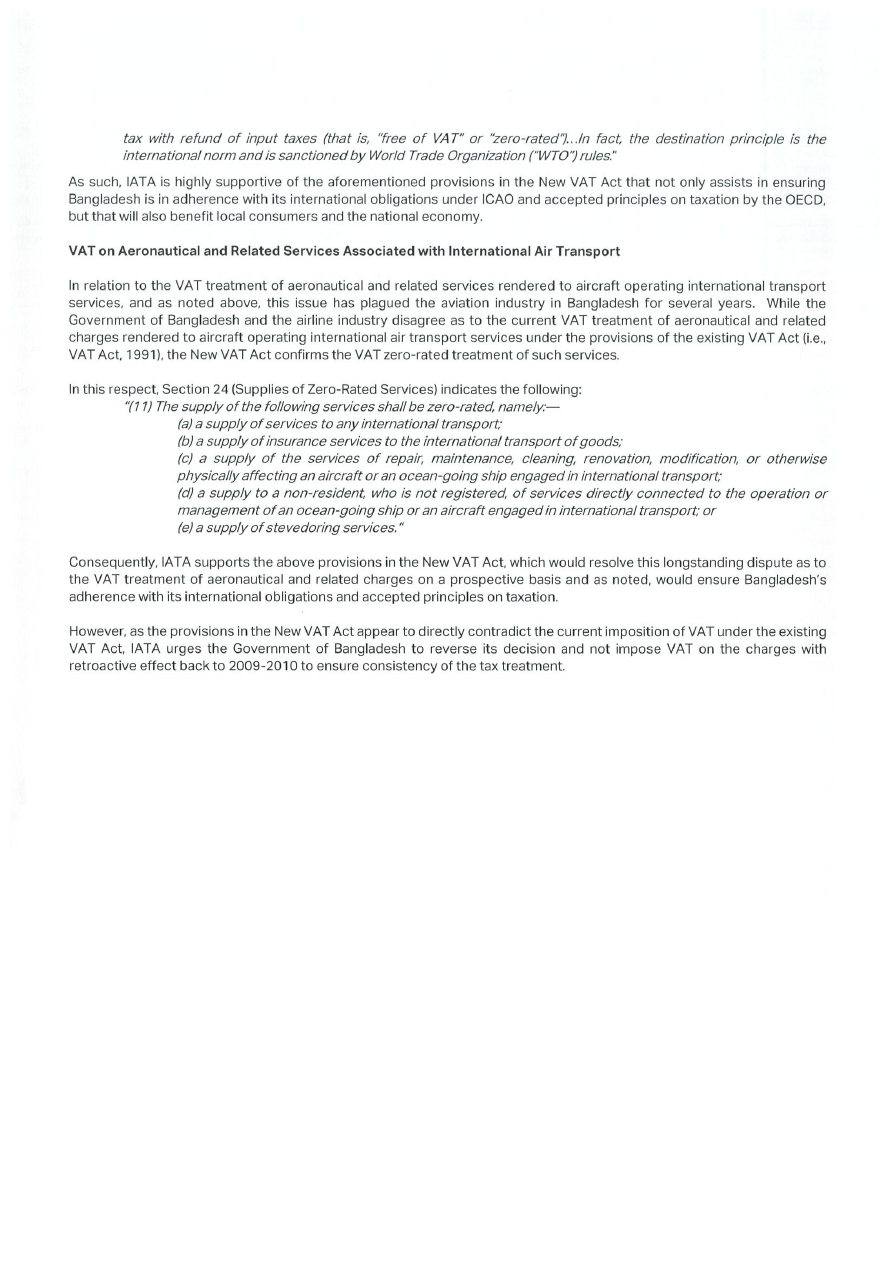 tax with refund of input taxes (that is, "free of VAT" or "zero-rated")...In fact, the destination principle is the
international norm and is sanctioned by World Trade Organization ("WTO") rules."
As such, IATA is highly supportive of the aforementioned provisions in the New VAT Act that not only assists in ensuring
Bangladesh is in adherence with its international obligations under ICAO and accepted principles on taxation by the OECD,
but that will also benefit local consumers and the national economy.
VAT on Aeronautical and Related Services Associated with International Air Transport
In relation to the VAT treatment of aeronautical and related services rendered to aircraft operating international transport
services, and as noted above, this issue has plagued the aviation industry in Bangladesh for several years. While the
Government of Bangladesh and the airline industry disagree as to the current VAT treatment of aeronautical and related
charges rendered to aircraft operating international air transport services under the provisions of the existing VAT Act (i.e.,
VAT Act, 1991), the New VAT Act confirms the VAT zero-rated treatment of such services.
In this respect, Section 24 (Supplies of Zero-Rated Services) indicates the following:
"(11) The supply of the following services shall be zero-rated, namely:—
(a) a supply of services to any international transport;
(b) a supply of insurance services to the international transport of goods;
(c) a supply of the services of repair, maintenance, cleaning, renovation, modification, or otherwise
physically affecting an aircraft or an ocean-going ship engaged in international transport;
(d) a supply to a non-resident, who is not registered, of services directly connected to the operation or
management of an ocean-going ship or an aircraft engaged in international transport; or
(e) a supply of stevedoring services."
Consequently, IATA supports the above provisions in the New VAT Act, which would resolve this longstanding dispute as to
the VAT treatment of aeronautical and related charges on a prospective basis and as noted, would ensure Bangladesh's
adherence with its international obligations and accepted principles on taxation.
However, as the provisions in the New VAT Act appear to directly contradict the current imposition of VAT under the existing
VAT Act, IATA urges the Government of Bangladesh to reverse its decision and not impose VAT on the charges with
retroactive effect back to 2009-2010 to ensure consistency of the tax treatment.